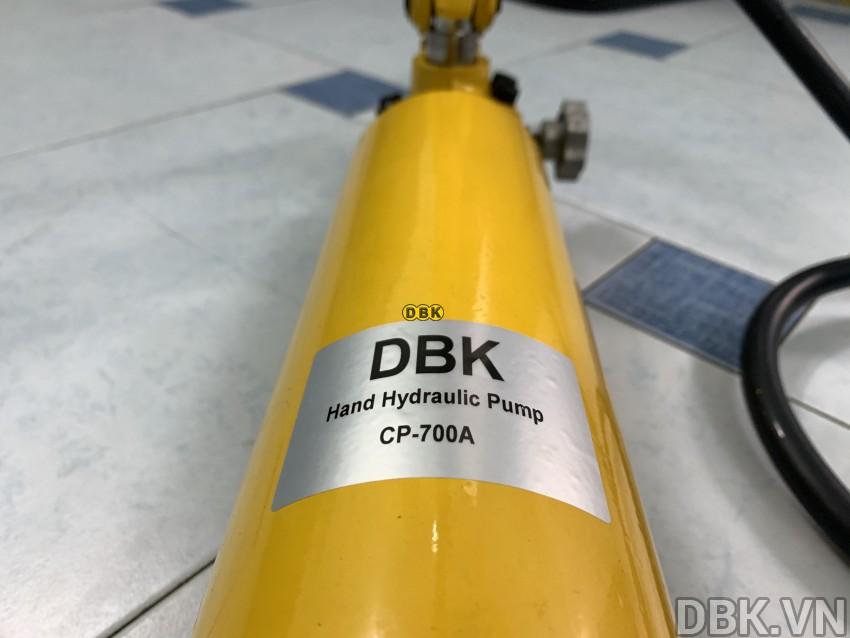 DBK
DBK
Hand Hydraulic Pump
CP-700A
DBK.VN